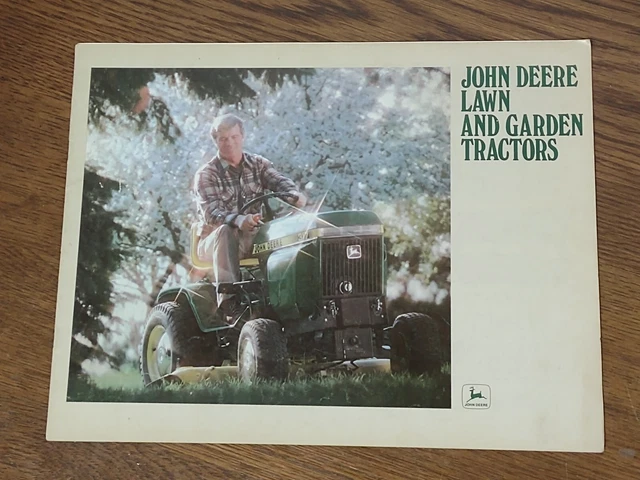 JOHN DEERE
LAWN
AND GARDEN
TRACTORS
JOHN DEERE
JOHN DEERE